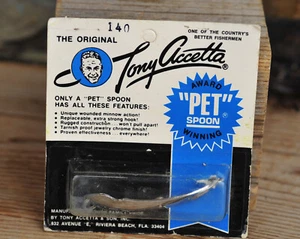 140
THE ORIGINAL
ONE OF THE COUNTRY'S
BETTER FISHERMEN
Tony Accetta®
ONLY A "PET" SPOON
HAS ALL THESE FEATURES:
• Unique wounded minnow action!
• Replaceable, extra strong hook!
• Rugged construction... won't pull apart!
• Tarnish proof jewelry chrome finish!
• Proven effectiveness... everywhere!
AWARD
"PET"®
SPOON
WINNING
BY TONY ACCETTA & SON, INC.
932 AVENUE "E," RIVIERA BEACH, FLA. 33404